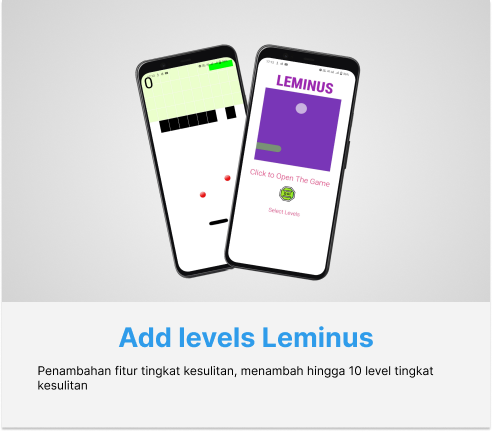 0
LEMINUS
Click to Open The Game
Select Levels
Add levels Leminus
Penambahan fitur tingkat kesulitan, menambah hingga 10 level tingkat
kesulitan